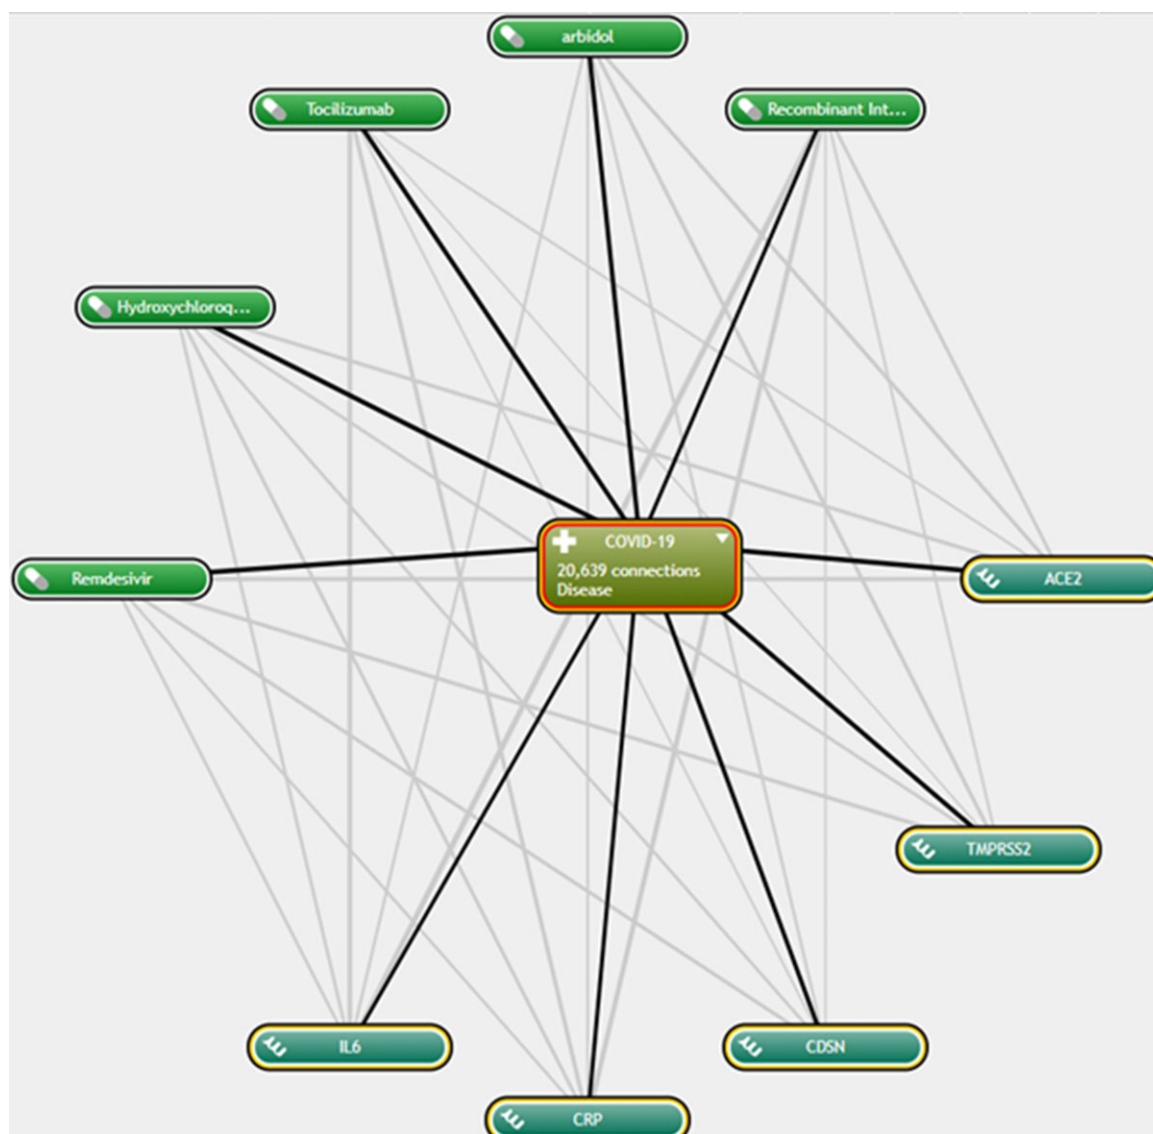 arbidol
Tocilizumab
Recombinant Int...
Hydroxychloroq...
COVID-19
20,639 connections
Disease
Remdesivir
ACE2
TMPRSS2
IL6
CDSN
CRP